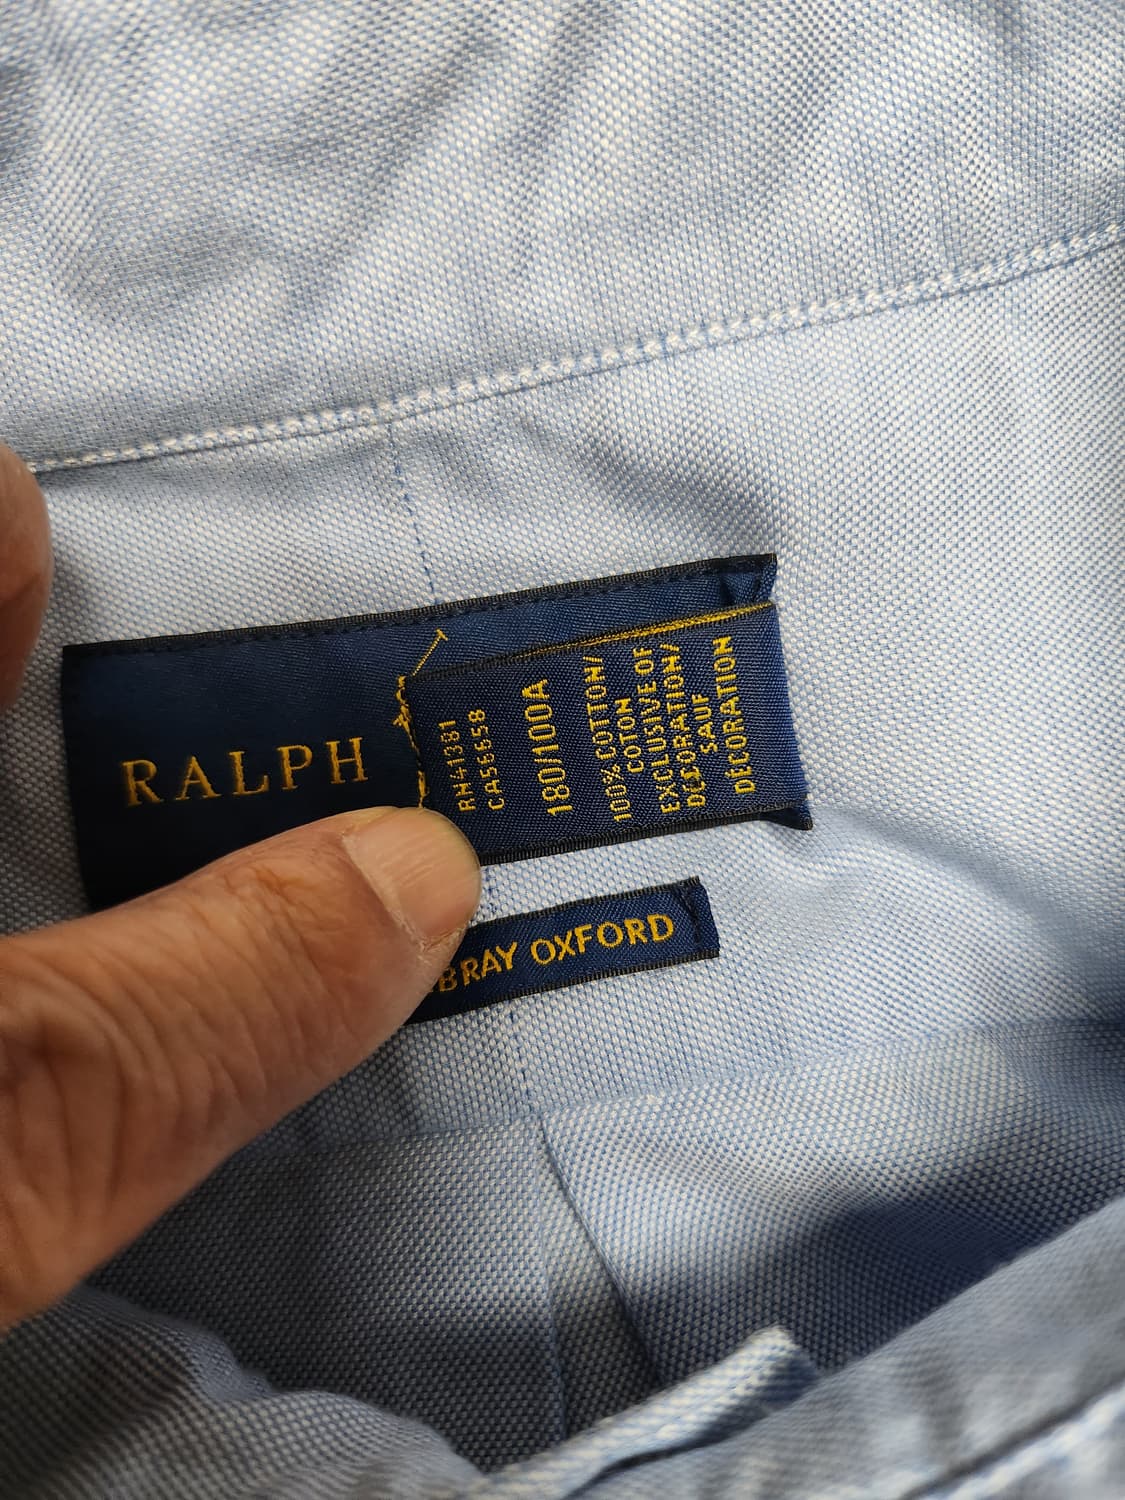 RALPH
RN41381
CA56658
180/100A
100% COTTON/
COTON
EXCLUSIVE OF
DECORATION/
SAUF
DÉCORATION
BRAY OXFORD